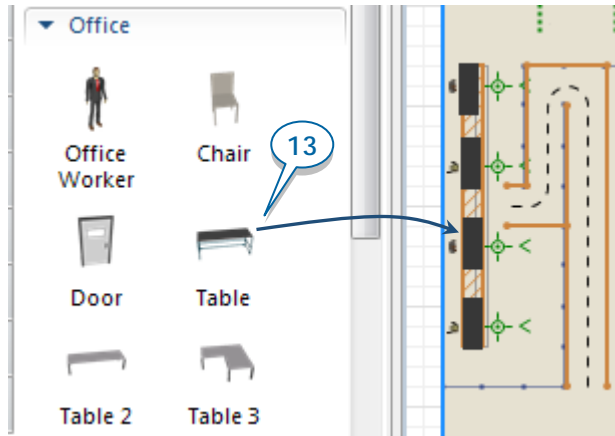 Office
Office
Worker
Chair
13
Door
Table
Table 2
Table 3